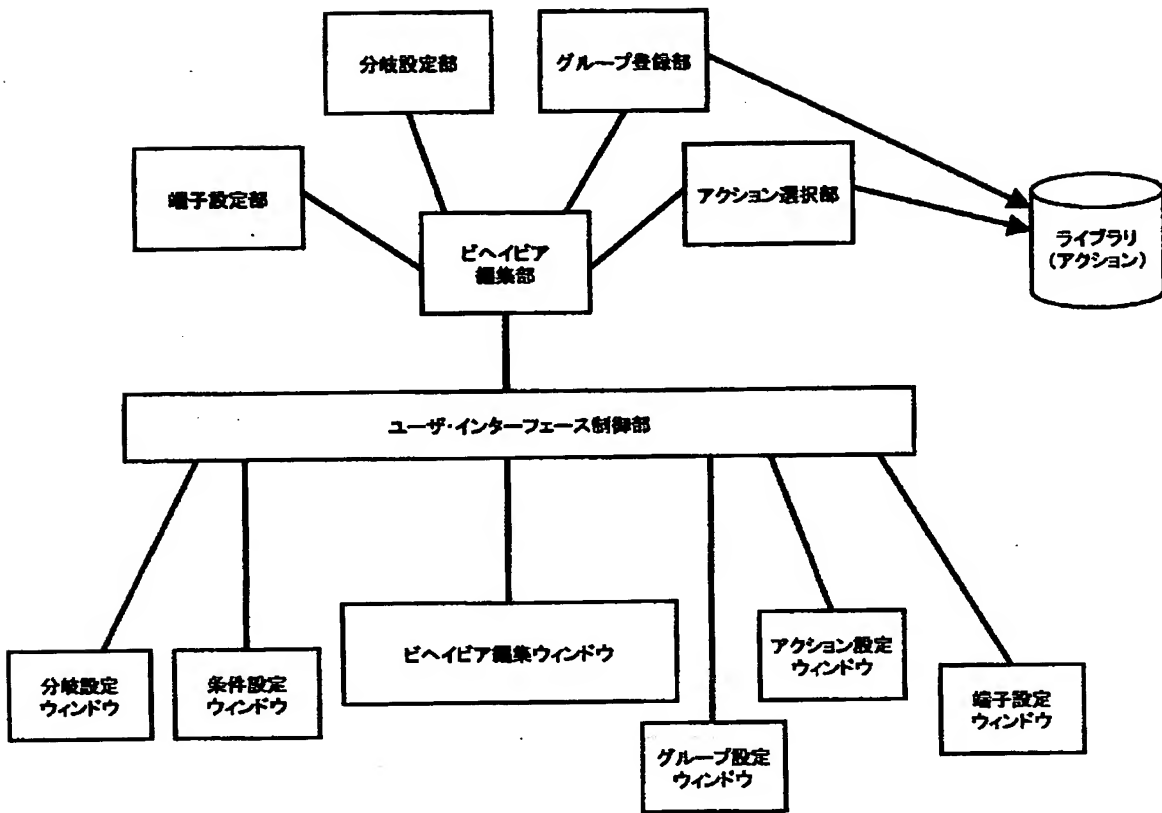 分岐設定部
グループ登録部
端子設定部
アクション選択部
ビヘイビア
編集部
ライブラリ
(アクション)
ユーザ・インターフェース制御部
分岐設定
ウィンドウ
条件設定
ウィンドウ
ビヘイビア編集ウィンドウ
アクション設定
ウィンドウ
端子設定
ウィンドウ
グループ設定
ウィンドウ